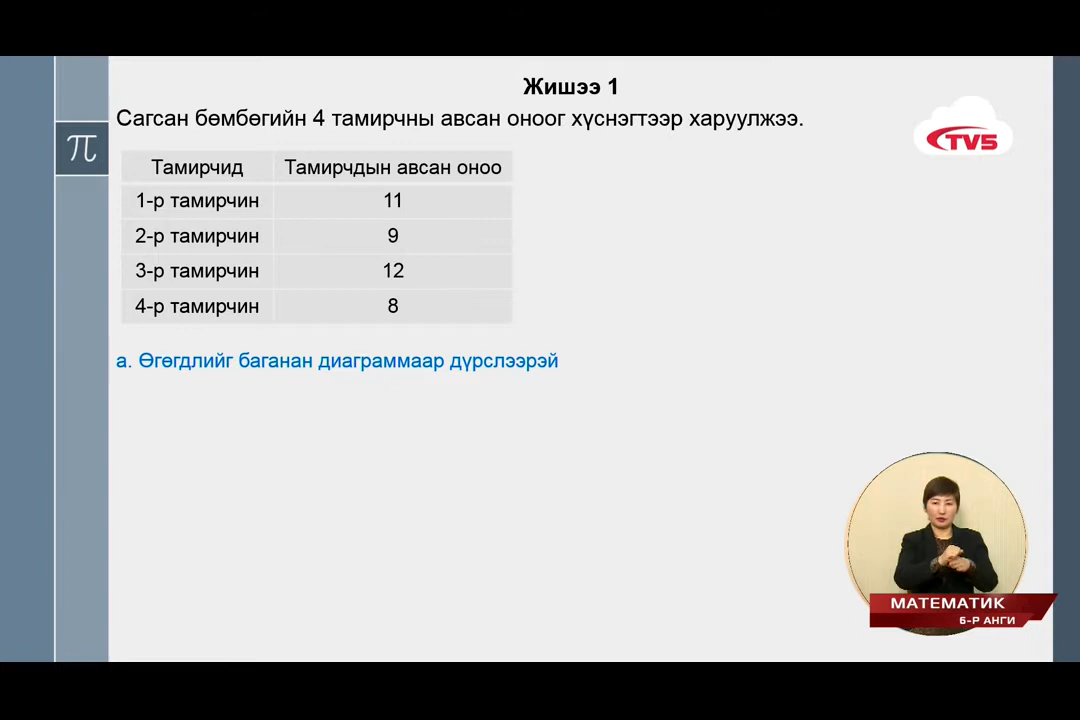 Жишээ 1
Сагсан бөмбөгийн 4 тамирчны авсан оноог хүснэгтээр харуулжээ.
π
TV5
Тамирчид Тамирчдын авсан оноо
1-р тамирчин 11
2-р тамирчин 9
3-р тамирчин 12
4-р тамирчин 8
а. Өгөгдлийг баганан диаграммаар дүрслээрэй
МАТЕМАТИК
6-Р АНГИ